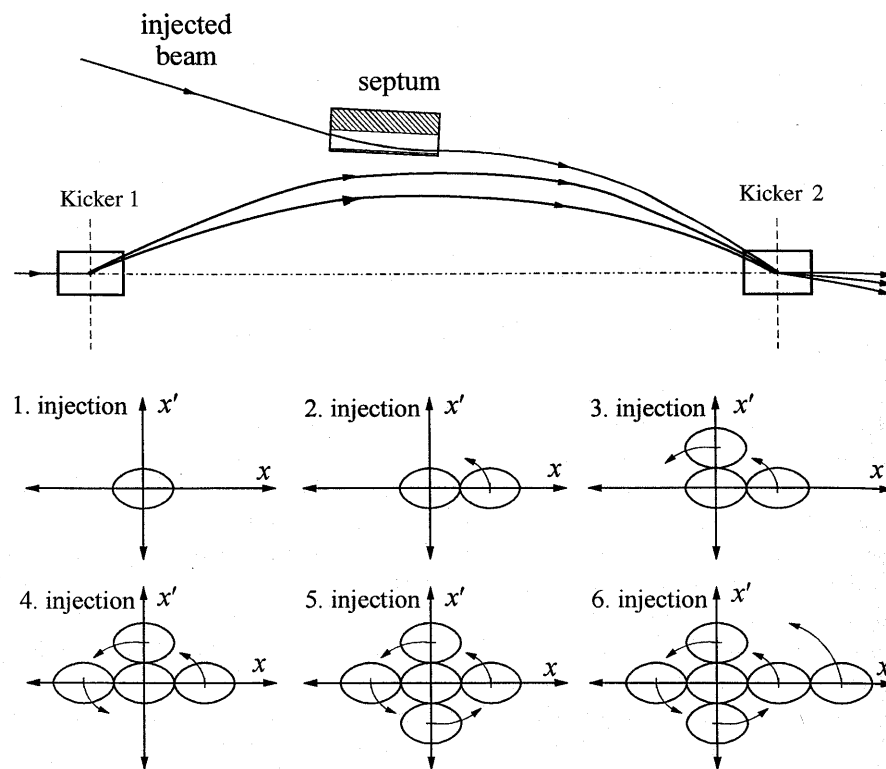 injected
beam
septum
Kicker 1
Kicker 2
1. injection x′
x
2. injection x′
x
3. injection x′
x
4. injection x′
x
5. injection x′
x
6. injection x′
x